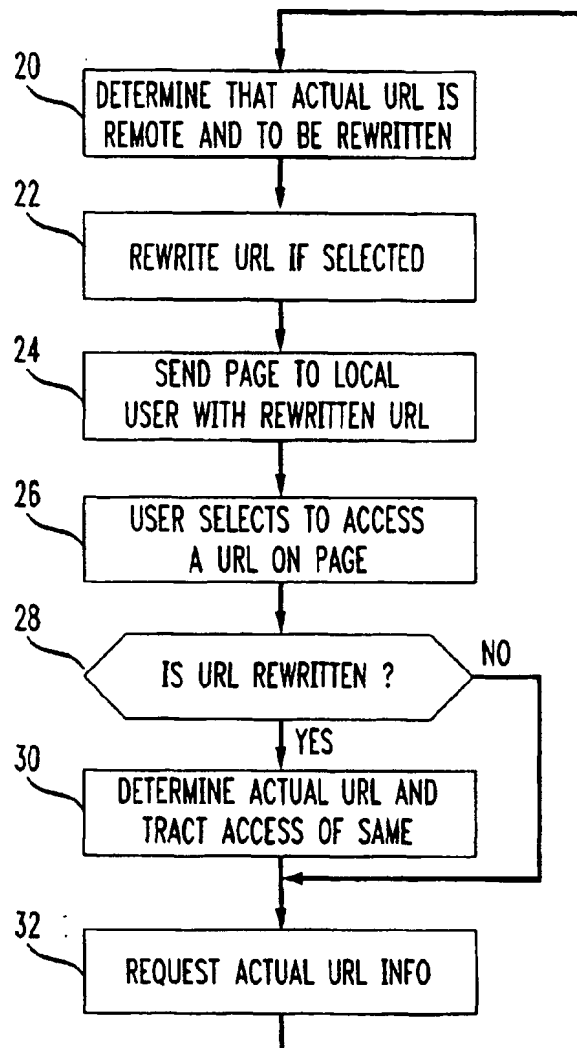 20
DETERMINE THAT ACTUAL URL IS
REMOTE AND TO BE REWRITTEN
22
REWRITE URL IF SELECTED
24
SEND PAGE TO LOCAL
USER WITH REWRITTEN URL
26
USER SELECTS TO ACCESS
A URL ON PAGE
28
IS URL REWRITTEN ?
NO
YES
30
DETERMINE ACTUAL URL AND
TRACT ACCESS OF SAME
32
REQUEST ACTUAL URL INFO